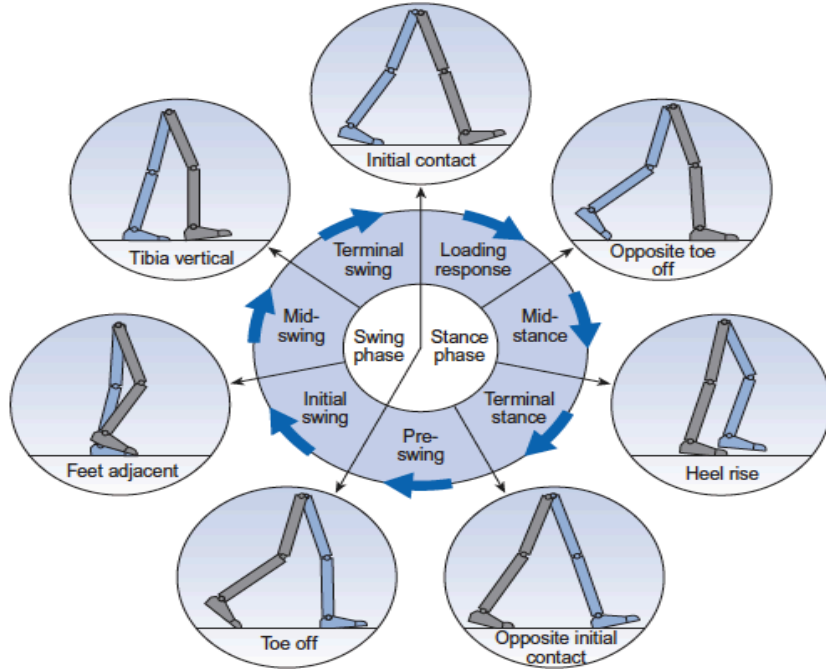 Initial contact
Opposite toe
off
Heel rise
Opposite initial
contact
Toe off
Feet adjacent
Tibia vertical
Loading
response
Mid-
stance
Terminal
stance
Pre-
swing
Initial
swing
Mid-
swing
Terminal
swing
Swing
phase
Stance
phase